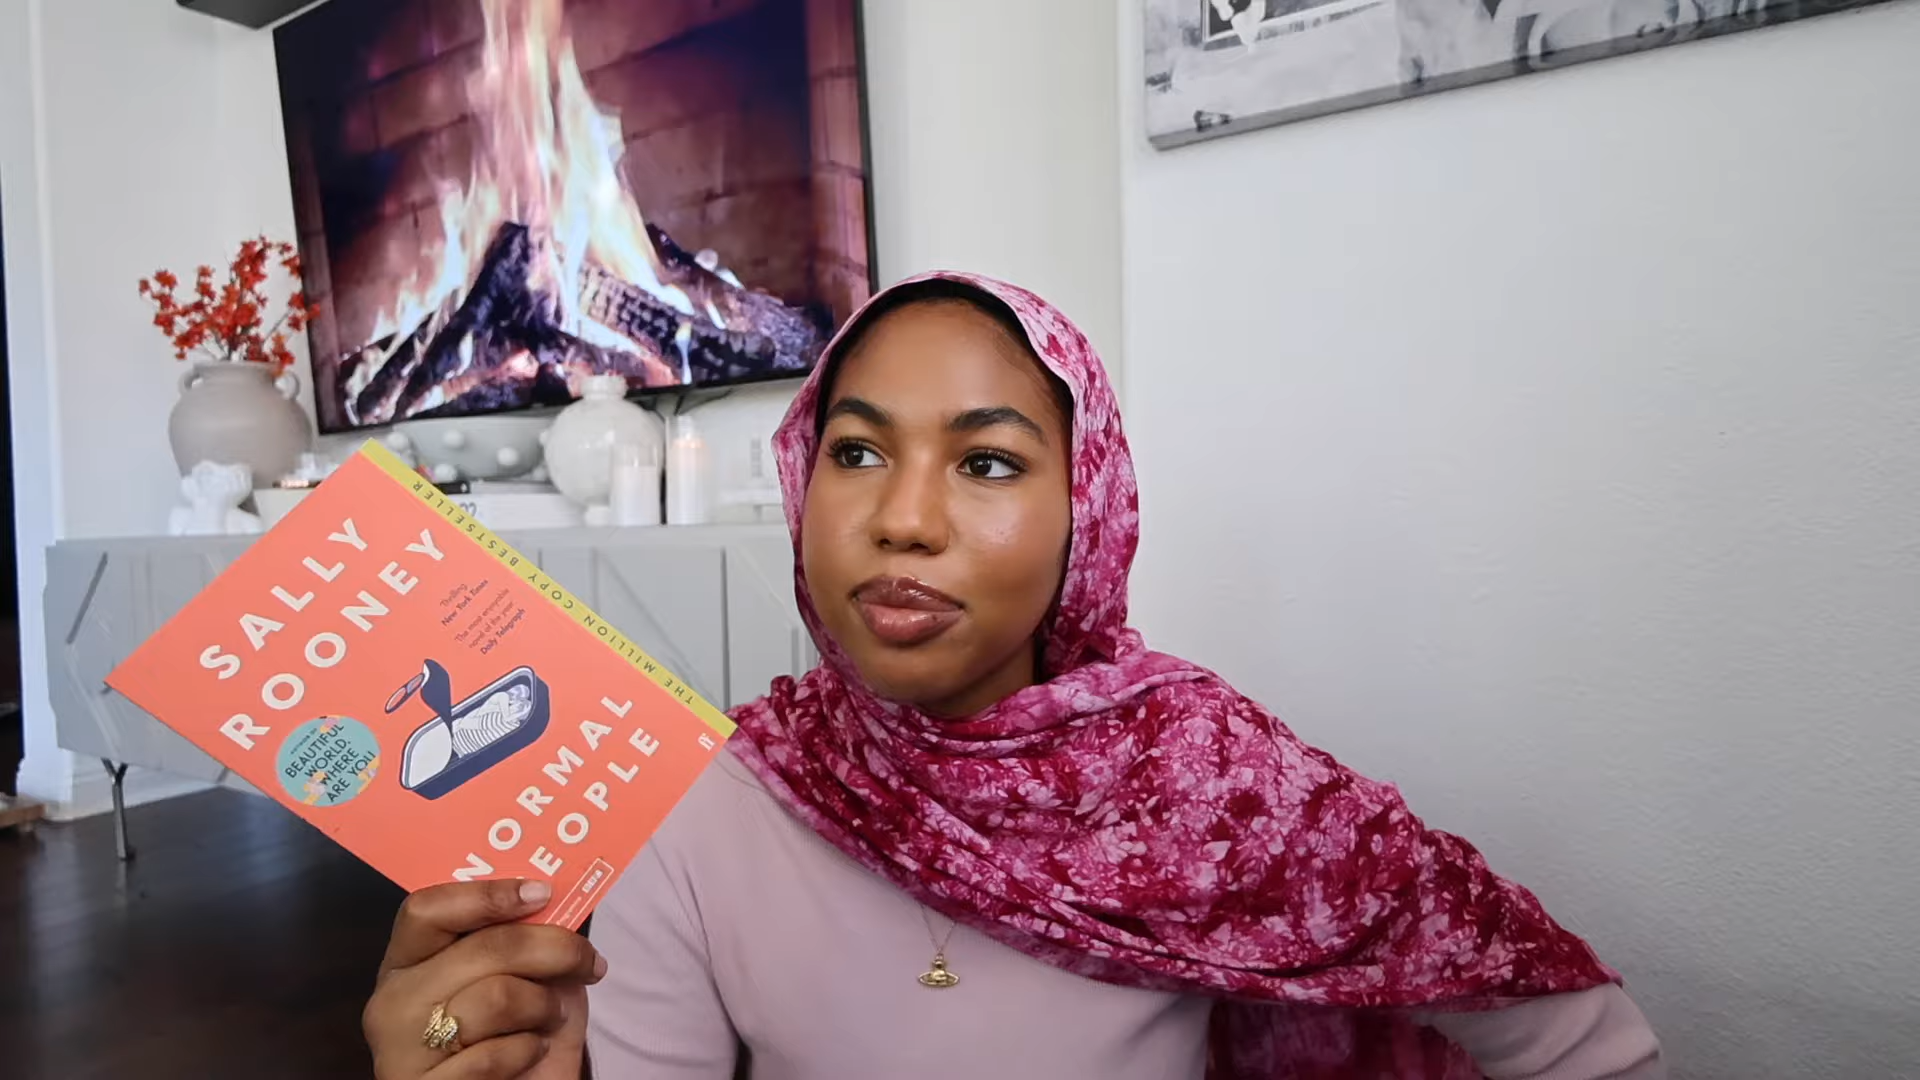 THE MILLION COPY BESTSELLER
SALLY
ROONEY
Thrilling
New York Times
The most enjoyable
novel of the year
Daily Telegraph
BEAUTIFUL
WORLD,
WHERE
ARE YOU
NORMAL
PEOPLE
ff